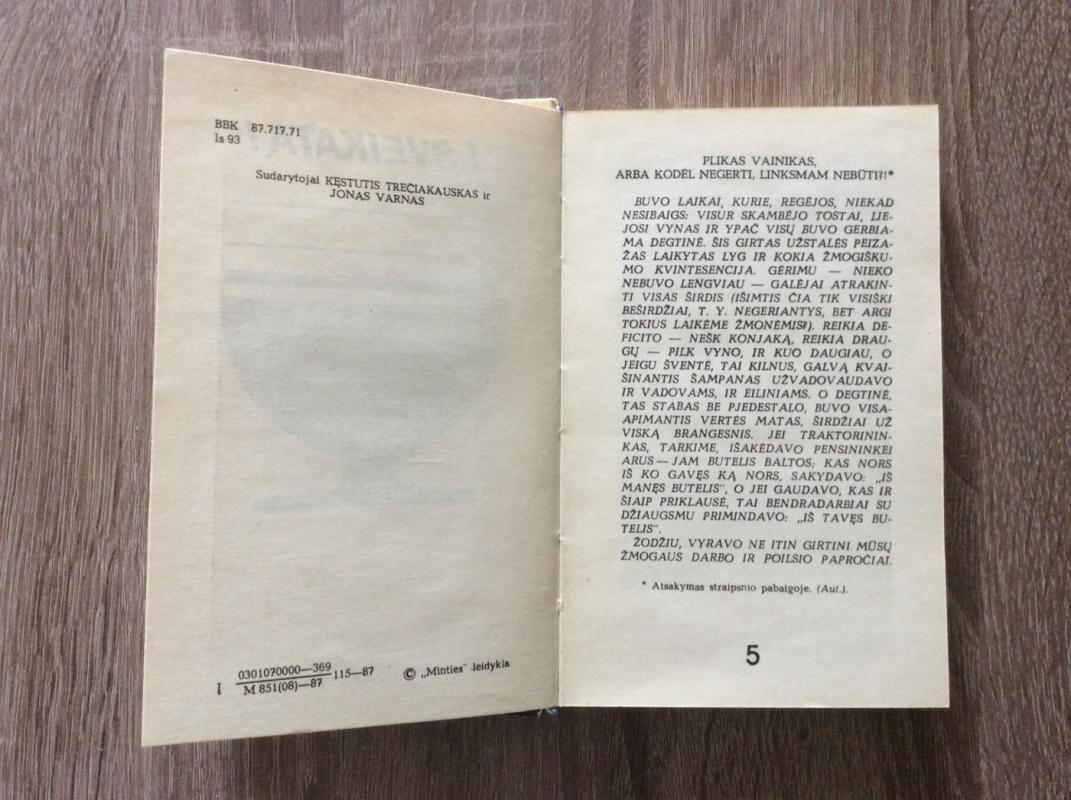 BBK 87.717.71
Is 93
Sudarytojai KĘSTUTIS TREČIAKAUSKAS ir
JONAS VARNAS
0301070000—369
M 851(08)—87
115—87
© „Minties" leidykla
PLIKAS VAINIKAS,
ARBA KODĖL NEGERTI, LINKSMAM NEBŪTI?!*
BUVO LAIKAI, KURIE, REGĖJOS, NIEKAD
NESIBAIGS: VISUR SKAMBĖJO TOSTAI, LIE-
JOSI VYNAS IR YPAČ VISŲ BUVO GERBIA-
MA DEGTINĖ. ŠIS GIRTAS UŽSTALĖS PEIZA-
ŽAS LAIKYTAS LYG IR KOKIA ŽMOGIŠKU-
MO KVINTESENCIJA. GĖRIMU — NIEKO
NEBUVO LENGVIAU — GALĖJAI ATRAKIN-
TI VISAS ŠIRDIS (IŠIMTIS ČIA TIK VISIŠKI
BEŠIRDŽIAI, T. Y. NEGERIANTYS, BET ARGI
TOKIUS LAIKĖME ŽMONĖMIS?). REIKIA DE-
FICITO — NEŠK KONJAKĄ, REIKIA DRAU-
GŲ — PILK VYNO, IR KUO DAUGIAU, O
JEIGU ŠVENTĖ, TAI KILNUS, GALVĄ KVAI-
ŠINANTIS ŠAMPANAS UŽVADOVAUDAVO
IR VADOVAMS, IR EILINIAMS. O DEGTINĖ,
TAS STABAS BE PJEDESTALO, BUVO VISA-
APIMANTIS VERTĖS MATAS, ŠIRDŽIAI UŽ
VISKĄ BRANGESNIS. JEI TRAKTORININ-
KAS, TARKIME, IŠAKĖDAVO PENSININKEI
ARUS — JAM BUTELIS BALTOS; KAS NORS
IŠ KO GAVĘS KĄ NORS, SAKYDAVO: „IŠ
MANĘS BUTELIS", O JEI GAUDAVO, KAS IR
ŠIAIP PRIKLAUSĖ, TAI BENDRADARBIAI SU
DŽIAUGSMU PRIMINDAVO: „IŠ TAVĘS BU-
TELIS".
ŽODŽIU, VYRAVO NE ITIN GIRTINI MŪSŲ
ŽMOGAUS DARBO IR POILSIO PAPROČIAI.
* Atsakymas straipsnio pabaigoje. (Aut.).
5